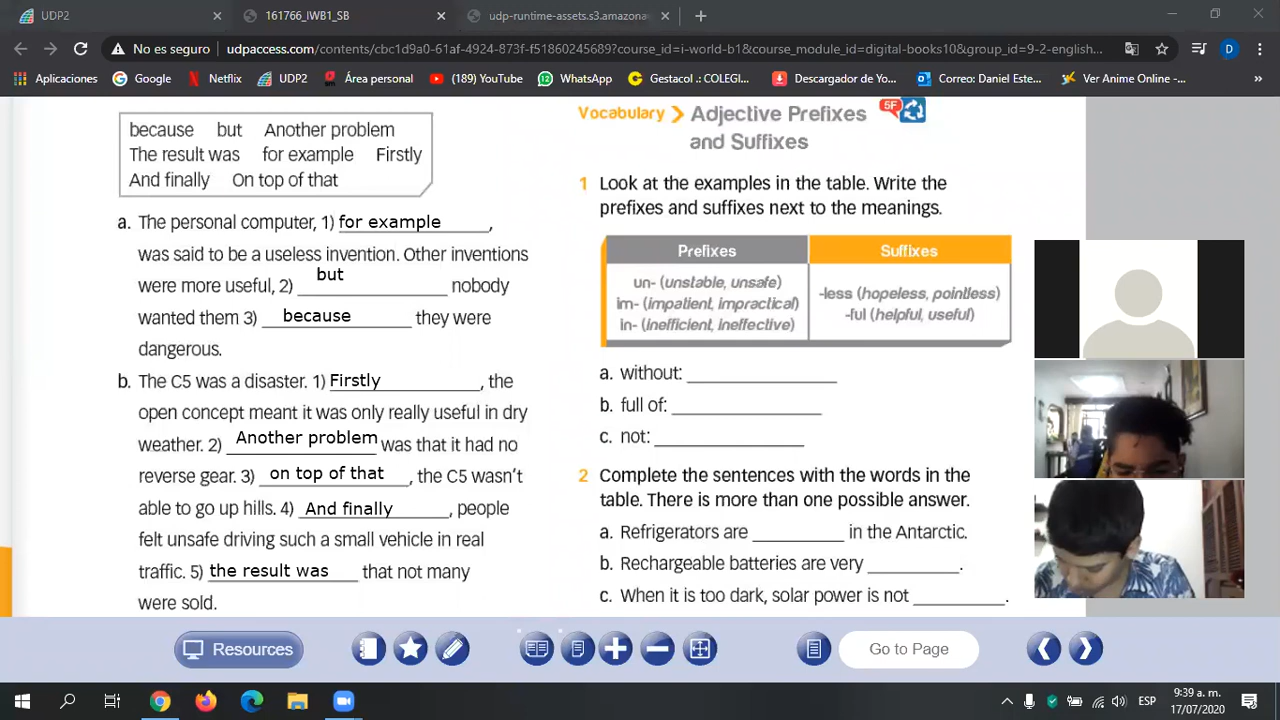 UDP2
161766_IWB1_SB
udp-runtime-assets.s3.amazona
No es seguro
udpaccess.com/contents/cbc1d9a0-61af-4924-873f-f51860245689?course_id=i-world-b1&course_module_id=digital-books10&group_id=9-2-english...
D
Aplicaciones
Google
Netflix
UDP2
Área personal
(189) YouTube
WhatsApp
Gestacol .: COLEGI...
Descargador de Yo...
Correo: Daniel Este...
Ver Anime Online -...
because but Another problem
The result was for example Firstly
And finally On top of that
a. The personal computer, 1) for example,
was said to be a useless invention. Other inventions
were more useful, 2) but nobody
wanted them 3) because they were
dangerous.
b. The C5 was a disaster. 1) Firstly, the
open concept meant it was only really useful in dry
weather. 2) Another problem was that it had no
reverse gear. 3) on top of that, the C5 wasn't
able to go up hills. 4) And finally, people
felt unsafe driving such a small vehicle in real
traffic. 5) the result was that not many
were sold.
Vocabulary Adjective Prefixes
and Suffixes
5F
1 Look at the examples in the table. Write the
prefixes and suffixes next to the meanings.
Prefixes
Suffixes
un- (unstable, unsafe)
im- (impatient, impractical)
in- (inefficient, ineffective)
-less (hopeless, pointless)
-ful (helpful, useful)
a. without: ____________
b. full of: ____________
c. not: ____________
2 Complete the sentences with the words in the
table. There is more than one possible answer.
a. Refrigerators are ________ in the Antarctic.
b. Rechargeable batteries are very ________.
c. When it is too dark, solar power is not ________.
Resources
Go to Page
ESP
9:39 a. m.
17/07/2020